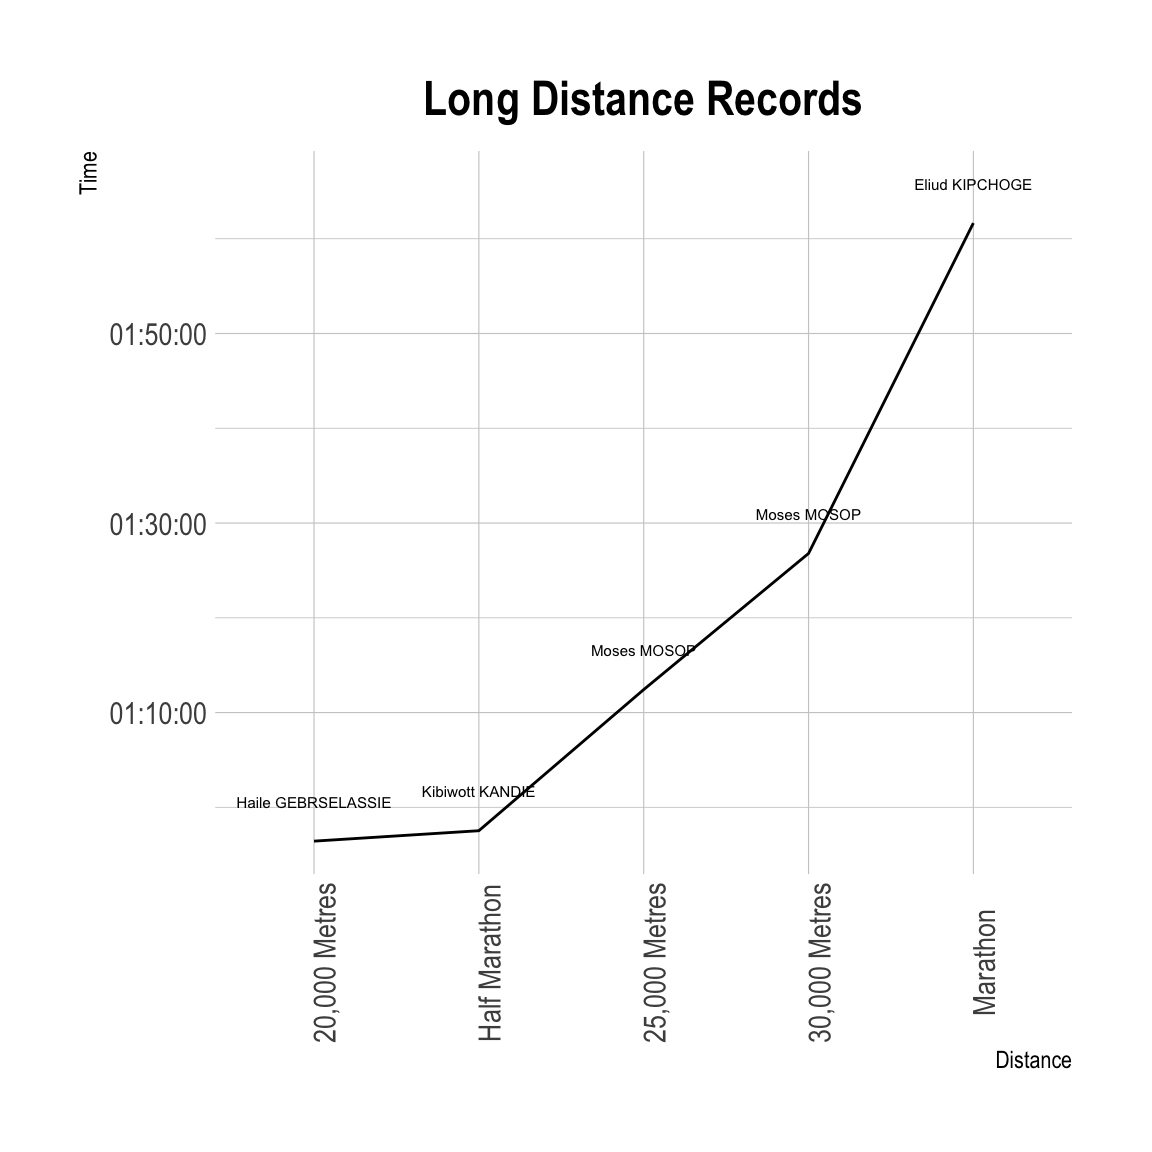 Long Distance Records
Time
Eliud KIPCHOGE
01:50:00
Moses MOSOP
01:30:00
Moses MOSOP
01:10:00
Kibiwott KANDIE
Haile GEBRSELASSIE
20,000 Metres
Half Marathon
25,000 Metres
30,000 Metres
Marathon
Distance